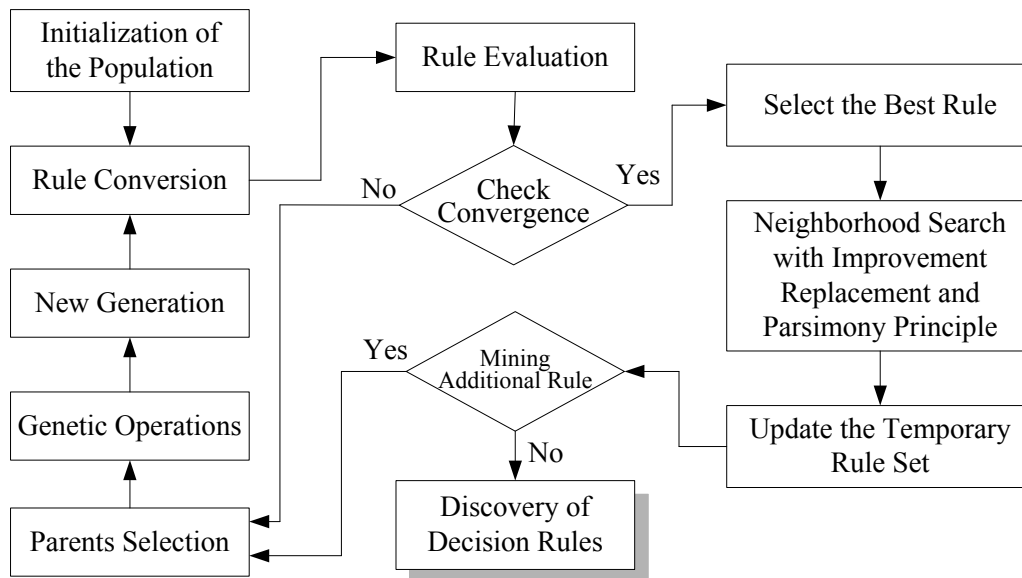 Initialization of
the Population
Rule Conversion
New Generation
Genetic Operations
Parents Selection
Rule Evaluation
No
Check
Convergence
Yes
Yes
Mining
Additional Rule
No
Discovery of
Decision Rules
Select the Best Rule
Neighborhood Search
with Improvement
Replacement and
Parsimony Principle
Update the Temporary
Rule Set